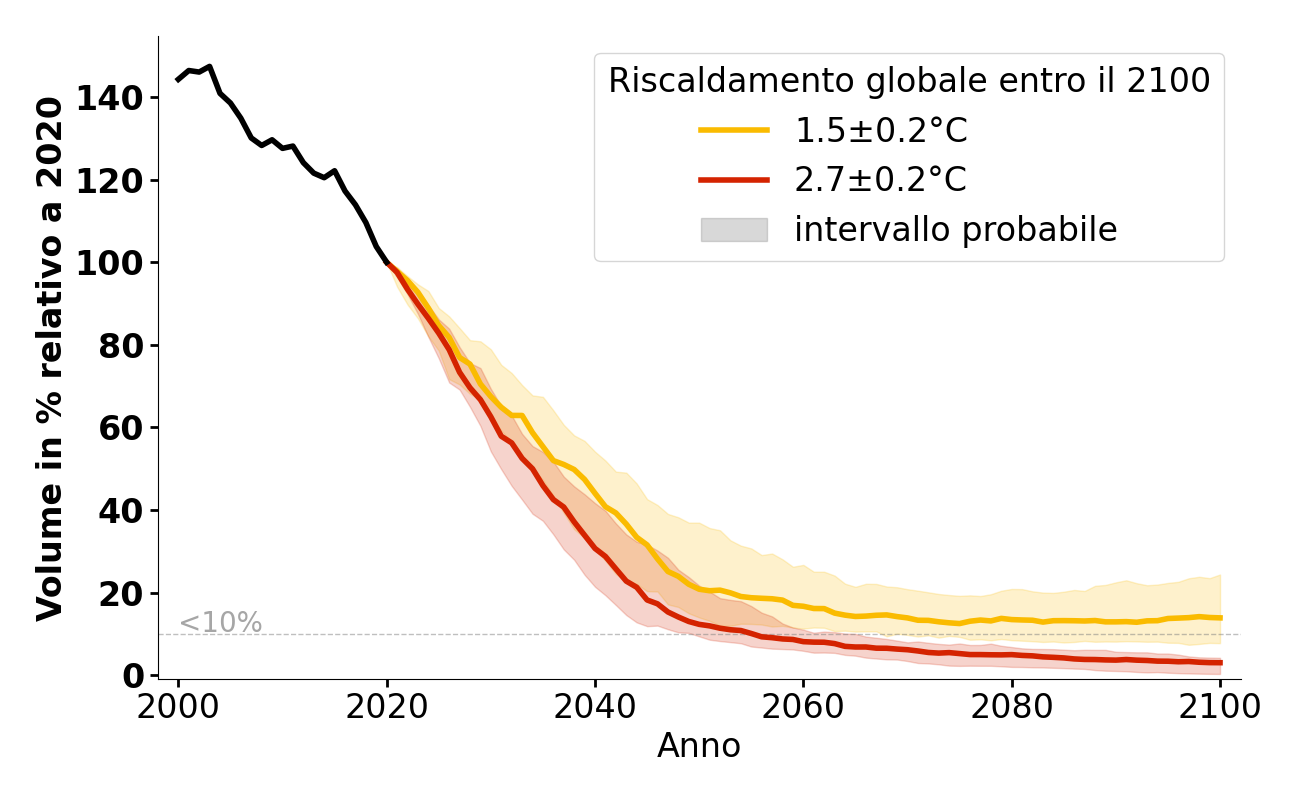 Volume in % relativo a 2020
140
120
100
80
60
40
20
0
<10%
Riscaldamento globale entro il 2100
1.5±0.2°C
2.7±0.2°C
intervallo probabile
2000 2020 2040 2060 2080 2100
Anno